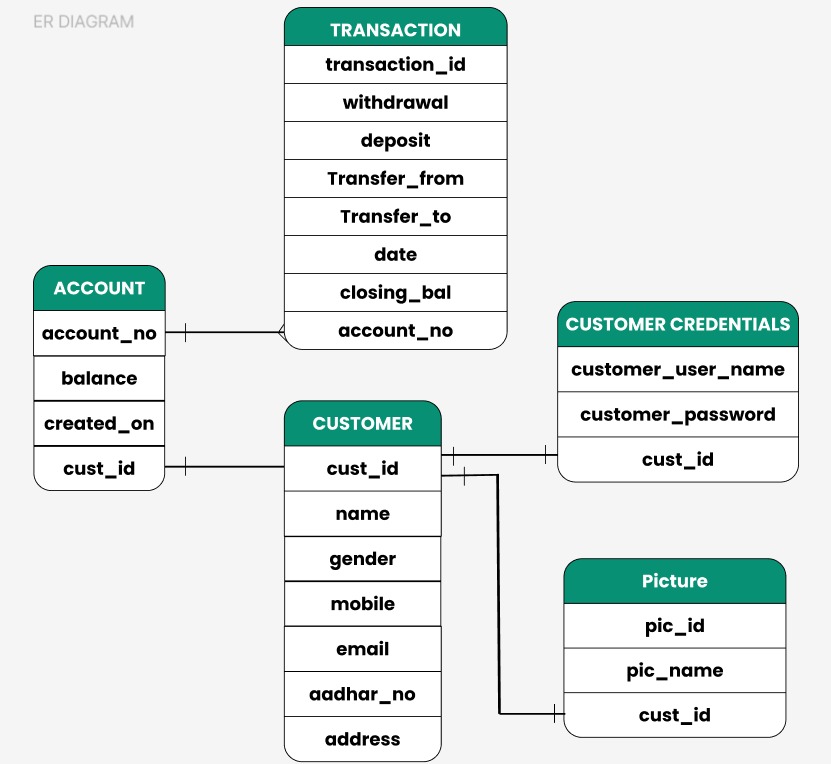 ER DIAGRAM
TRANSACTION
transaction_id
withdrawal
deposit
Transfer_from
Transfer_to
date
closing_bal
account_no
ACCOUNT
account_no
balance
created_on
cust_id
CUSTOMER
cust_id
name
gender
mobile
email
aadhar_no
address
CUSTOMER CREDENTIALS
customer_user_name
customer_password
cust_id
Picture
pic_id
pic_name
cust_id